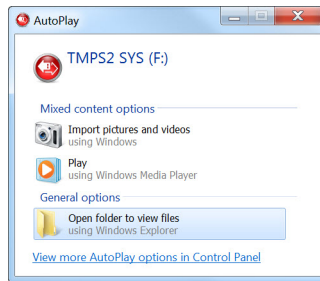 AutoPlay
TMPS2 SYS (F:)
Mixed content options
Import pictures and videos
using Windows
Play
using Windows Media Player
General options
Open folder to view files
using Windows Explorer
View more AutoPlay options in Control Panel